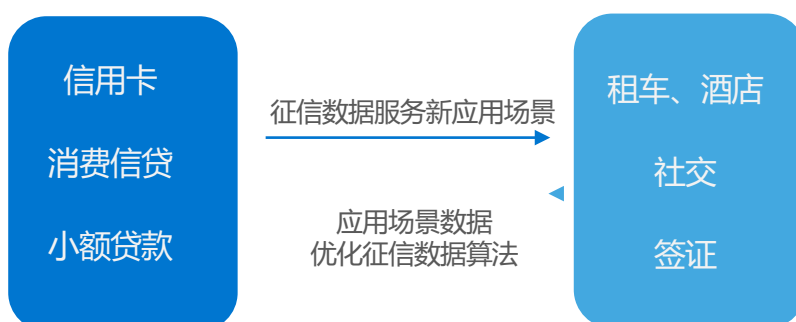 信用卡
消费信贷
小额贷款
征信数据服务新应用场景
应用场景数据
优化征信数据算法
租车、酒店
社交
签证